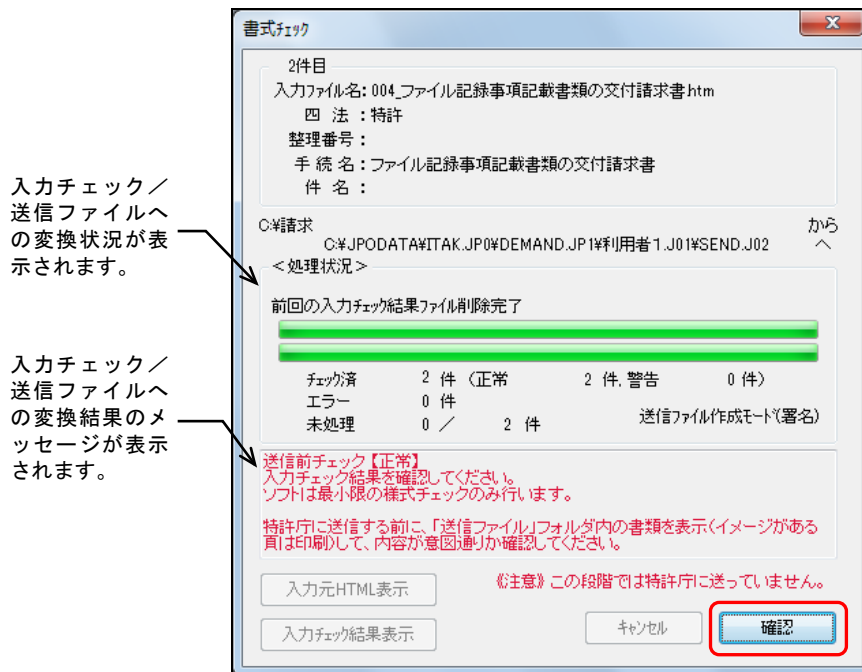 書式ﾁｪｯｸ
2件目
入力ﾌｧｲﾙ名: 004_ファイル記録事項記載書類の交付請求書.htm
四 法 : 特許
整理番号 :
手 続 名 : ファイル記録事項記載書類の交付請求書
件 名 :
C:¥請求 から
C:¥JPODATA¥ITAK.JP0¥DEMAND.JP1¥利用者1.J01¥SEND.J02 へ
＜処理状況＞
前回の入力ﾁｪｯｸ結果ﾌｧｲﾙ削除完了
ﾁｪｯｸ済 2 件 (正常 2 件, 警告 0 件)
エラー 0 件
未処理 0 ／ 2 件 送信ﾌｧｲﾙ作成ﾓｰﾄﾞ(署名)
送信前チェック【正常】
入力チェック結果を確認してください。
ソフトは最小限の様式チェックのみ行います。
特許庁に送信する前に、「送信ファイル」フォルダ内の書類を表示(イメージがある
頁は印刷)して、内容が意図通りか確認してください。
入力元HTML表示
《注意》 この段階では特許庁に送っていません。
入力ﾁｪｯｸ結果表示
ｷｬﾝｾﾙ
確認
入力チェック／
送信ファイルへ
の変換状況が表
示されます。
入力チェック／
送信ファイルへ
の変換結果のメ
ッセージが表示
されます。